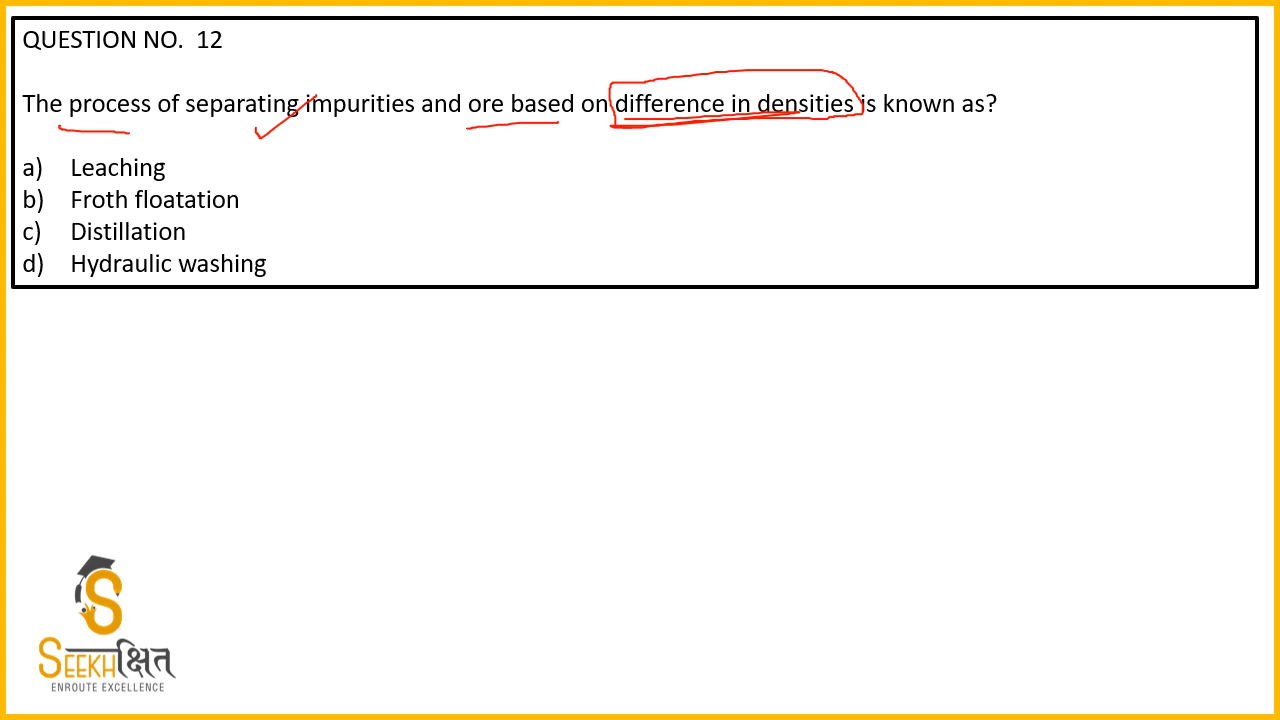 QUESTION NO. 12
The process of separating impurities and ore based on difference in densities is known as?
a) Leaching
b) Froth floatation
c) Distillation
d) Hydraulic washing
S
SEEKHक्षित
ENROUTE EXCELLENCE